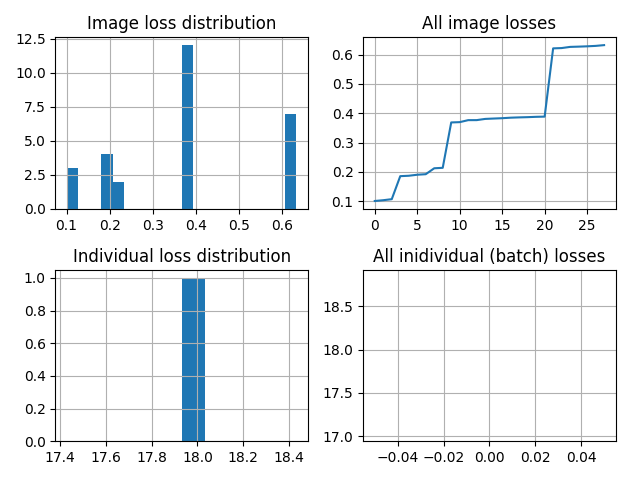 Image loss distribution
12.5
10.0
7.5
5.0
2.5
0.0
0.1 0.2 0.3 0.4 0.5 0.6
All image losses
0.6
0.5
0.4
0.3
0.2
0.1
0 5 10 15 20 25
Individual loss distribution
1.0
0.8
0.6
0.4
0.2
0.0
17.4 17.6 17.8 18.0 18.2 18.4
All inidividual (batch) losses
18.5
18.0
17.5
17.0
−0.04 −0.02 0.00 0.02 0.04